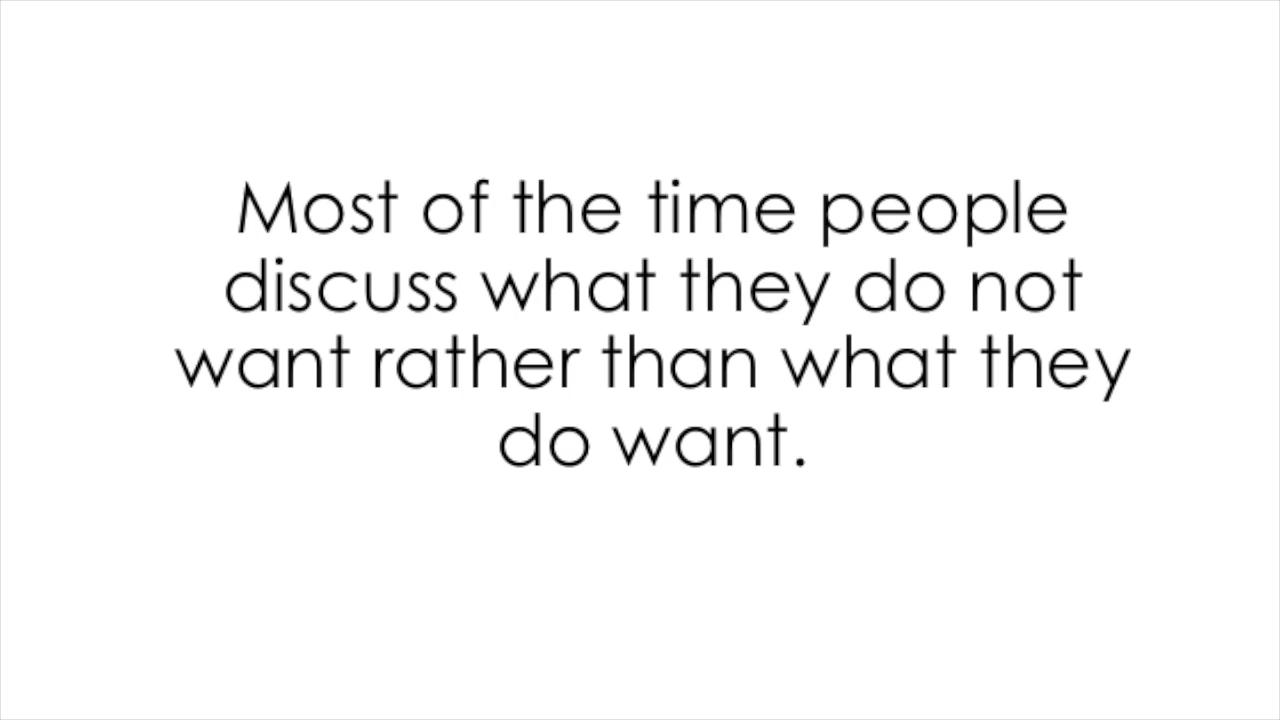 Most of the time people
discuss what they do not
want rather than what they
do want.